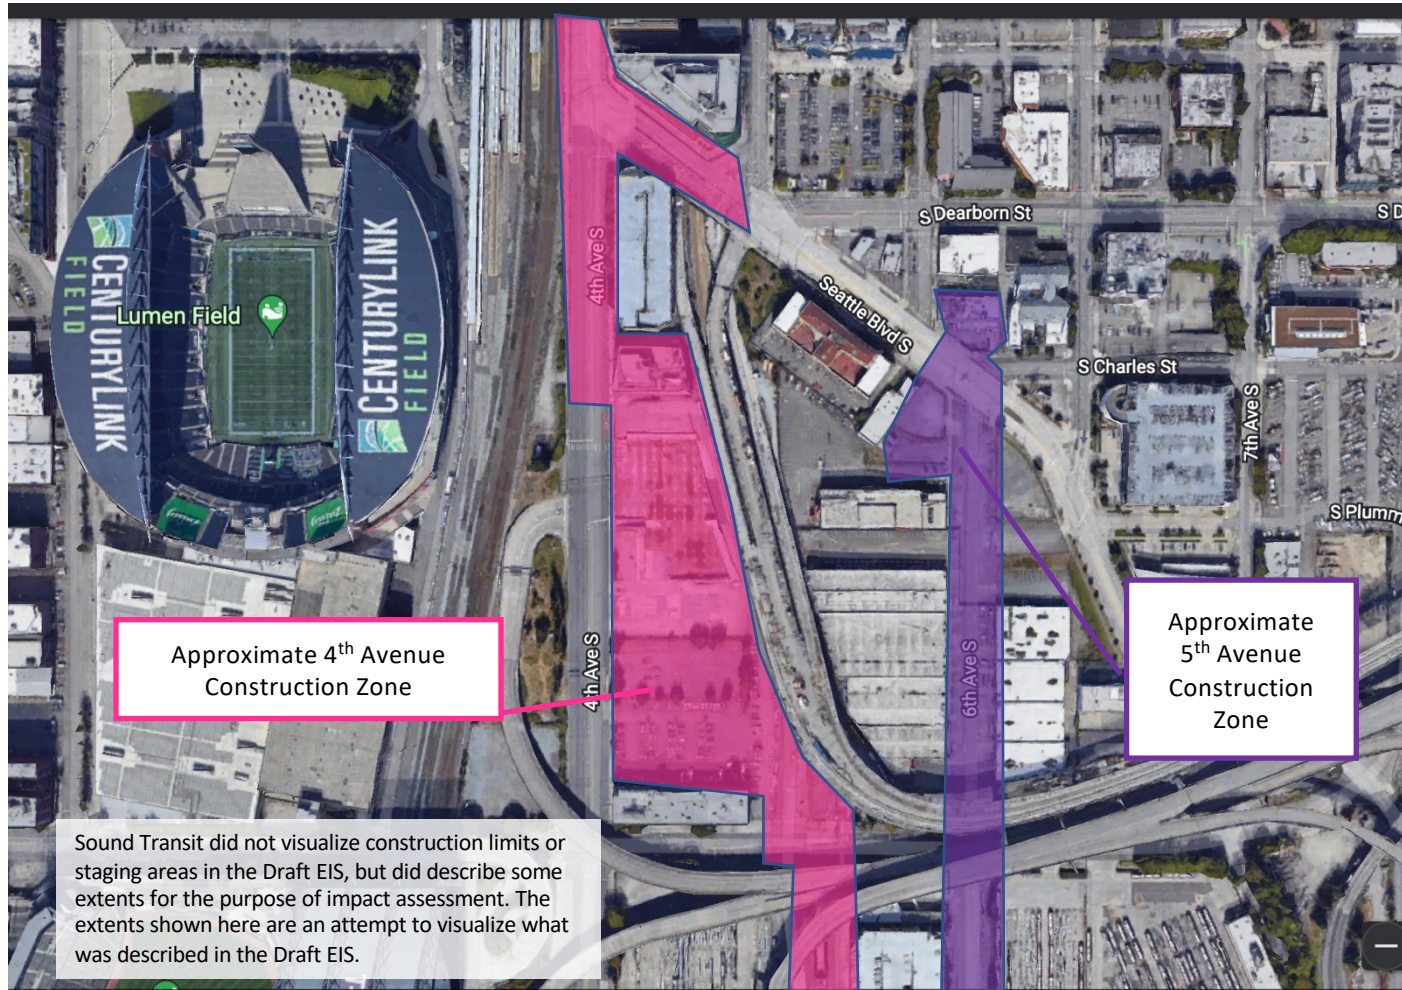 S Dearborn St
S D
4th Ave S
CENTURYLINK
FIELD
CENTURYLINK
FIELD
Lumen Field
Seattle Blvd S
S Charles St
7th Ave S
S Plumm
Approximate 4th Avenue
Construction Zone
4th Ave S
6th Ave S
Approximate
5th Avenue
Construction
Zone
Sound Transit did not visualize construction limits or
staging areas in the Draft EIS, but did describe some
extents for the purpose of impact assessment. The
extents shown here are an attempt to visualize what
was described in the Draft EIS.